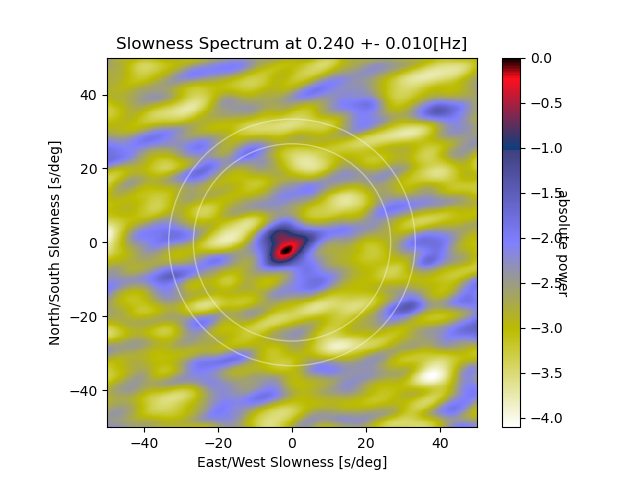 Slowness Spectrum at 0.240 +- 0.010[Hz]
North/South Slowness [s/deg]
40
20
0
−20
−40
−40 −20 0 20 40
East/West Slowness [s/deg]
0.0
−0.5
−1.0
−1.5
−2.0
−2.5
−3.0
−3.5
−4.0
absolute power